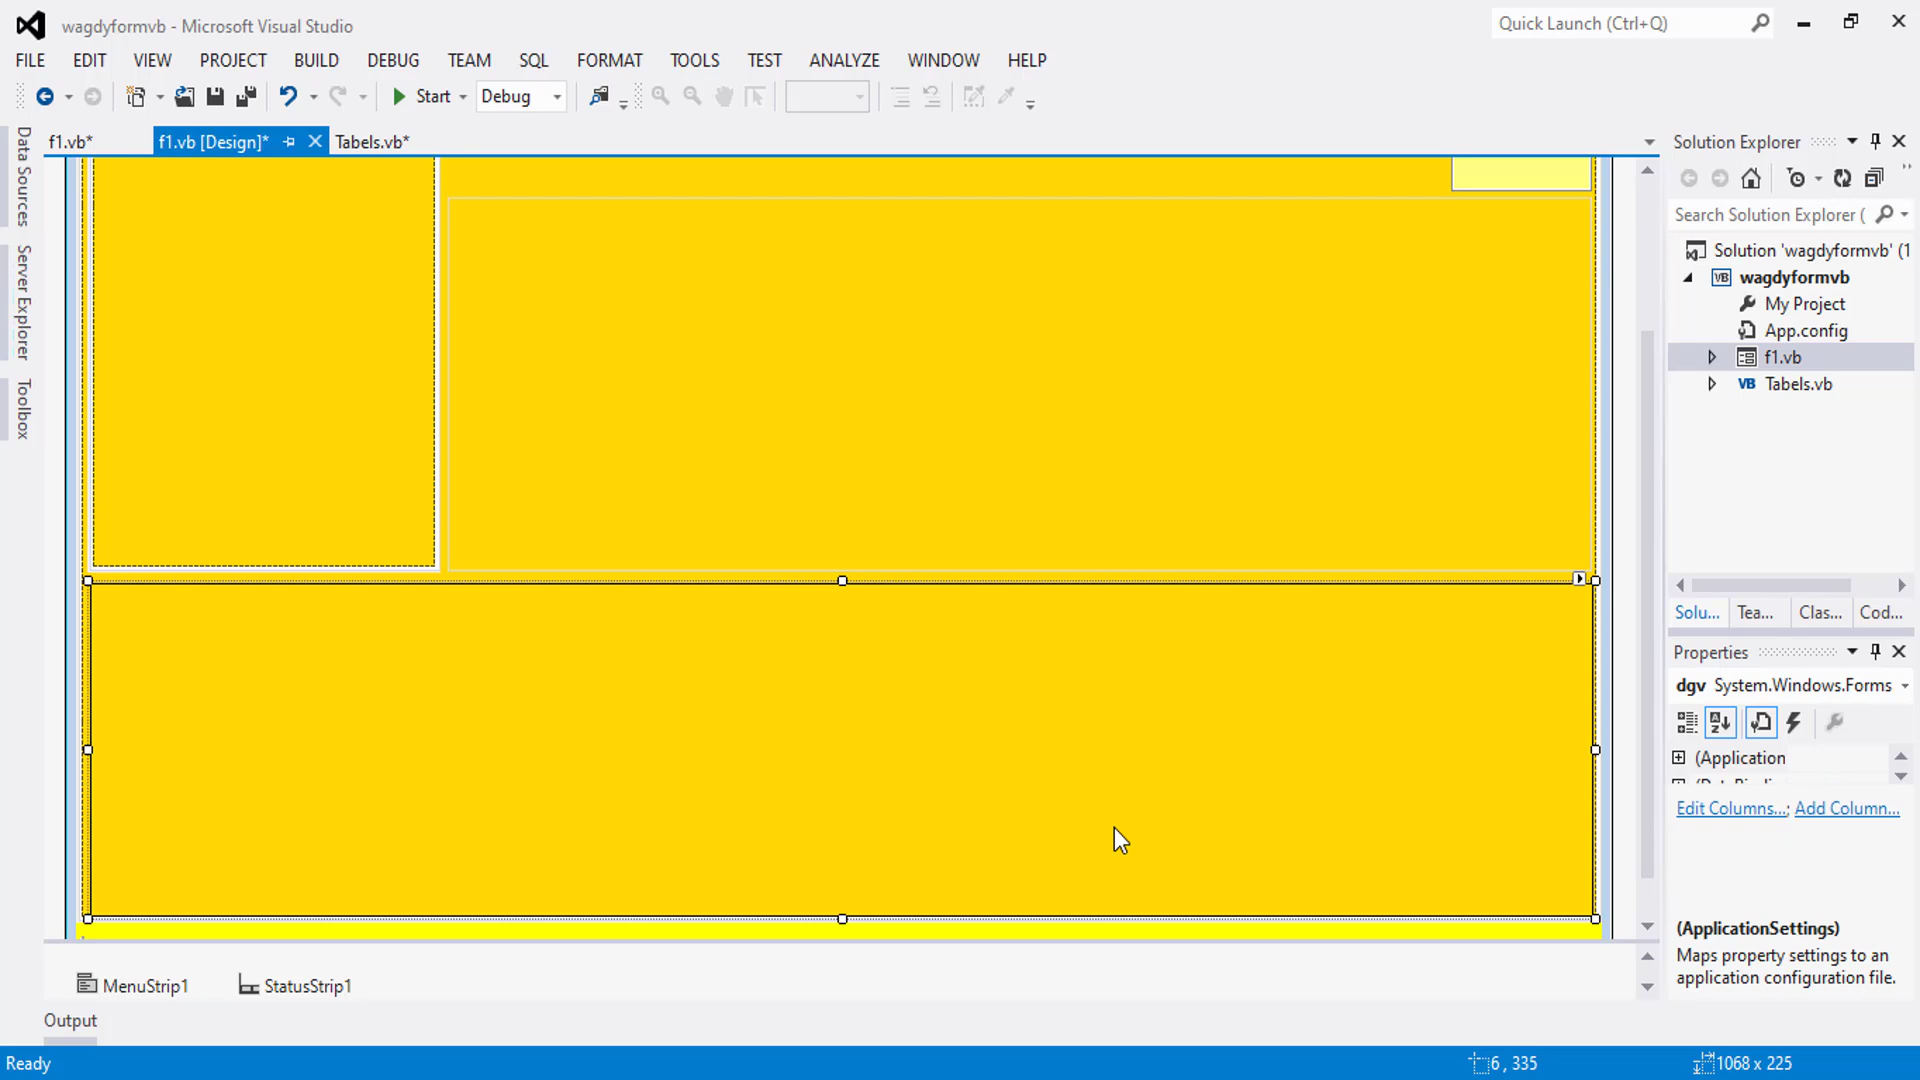 wagdyformvb - Microsoft Visual Studio
Quick Launch (Ctrl+Q)
FILE EDIT VIEW PROJECT BUILD DEBUG TEAM SQL FORMAT TOOLS TEST ANALYZE WINDOW HELP
Start Debug
f1.vb* f1.vb [Design]* Tabels.vb*
Data Sources
Server Explorer
Toolbox
Solution Explorer
Search Solution Explorer (
Solution 'wagdyformvb' (1
wagdyformvb
My Project
App.config
f1.vb
Tabels.vb
Solu... Tea... Clas... Cod...
Properties
dgv System.Windows.Forms
(Application
Edit Columns...; Add Column...
(ApplicationSettings)
Maps property settings to an
application configuration file.
MenuStrip1 StatusStrip1
Output
Ready
6 , 335
1068 x 225